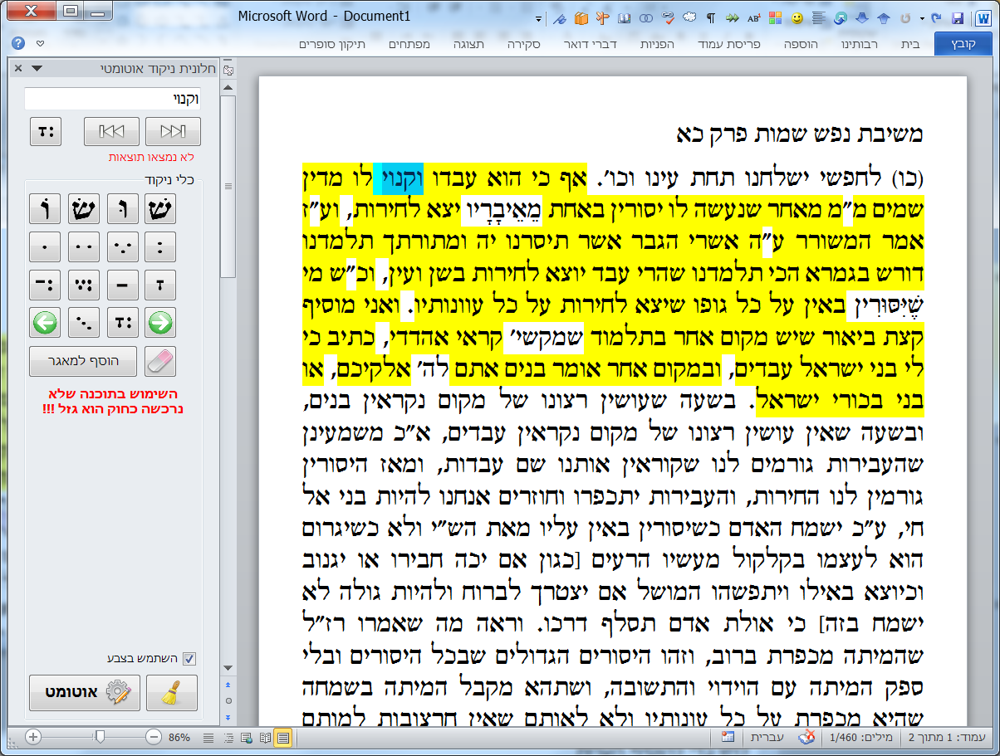 Microsoft Word - Document1
קובץ
בית
רבותינו
הוספה
פריסת עמוד
הפניות
דברי דואר
סקירה
תצוגה
מפתחים
תיקון סופרים
משיבת נפש שמות פרק כא
(כו) לחפשי ישלחנו תחת עינו וכו'. אף כי הוא עבדו וקנוי לו מדין
שמים מ"מ מאחר שנעשה לו יסורין באחת מֵאֵיבָרָיו יצא לחירות, וע"ז
אמר המשורר ע"ה אשרי הגבר אשר תיסרנו יה ומתורתך תלמדנו
דורש בגמרא הכי תלמדנו שהרי עבד יוצא לחירות בשן ועין, וכ"ש מי
שֶׁיִּסּוּרִין באין על כל גופו שיצא לחירות על כל עוונותיו. ואני מוסיף
קצת ביאור שיש מקום אחר בתלמוד שמקשי' קראי אהדדי, כתיב כי
לי בני ישראל עבדים, ובמקום אחר אומר בנים אתם לה' אלקיכם, או
בני בכורי ישראל. בשעה שעושין רצונו של מקום נקראין בנים,
ובשעה שאין עושין רצונו של מקום נקראין עבדים, א"כ משמעינן
שהעבירות גורמים לנו שקוראין אותנו שם עבדות, ומאז היסורין
גורמין לנו החירות, והעבירות יתכפרו וחוזרים אנחנו להיות בני אל
חי, ע"כ ישמח האדם כשיסורין באין עליו מאת הש"י ולא כשיגרום
הוא לעצמו בקלקול מעשיו הרעים [כגון אם יכה חבירו או יגנוב
וכיוצא באילו ויתפשהו המושל אם יצטרך לברוח ולהיות גולה לא
ישמח בזה] כי אולת אדם תסלף דרכו. וראה מה שאמרו רז"ל
שהמיתה מכפרת ברוב, וזהו היסורים הגדולים שבכל היסורים ובלי
ספק המיתה עם הוידוי והתשובה, ושתהא מקבל המיתה בשמחה
שהיא מכפרת על כל עונותיו ולא לאותם שאין חרצובות למותם
חלונית ניקוד אוטומטי
וקנוי
לא נמצאו תוצאות
כלי ניקוד
הוסף למאגר
השימוש בתוכנה שלא
נרכשה כחוק הוא גזל !!!
השתמש בצבע
אוטומט
עמוד: 1 מתוך 2
מילים: 1/460
עברית
86%